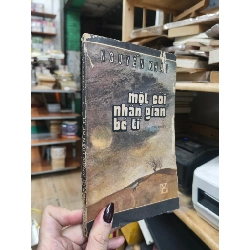 NGUYỄN KHẢI
một cõi
nhân gian
bé tí